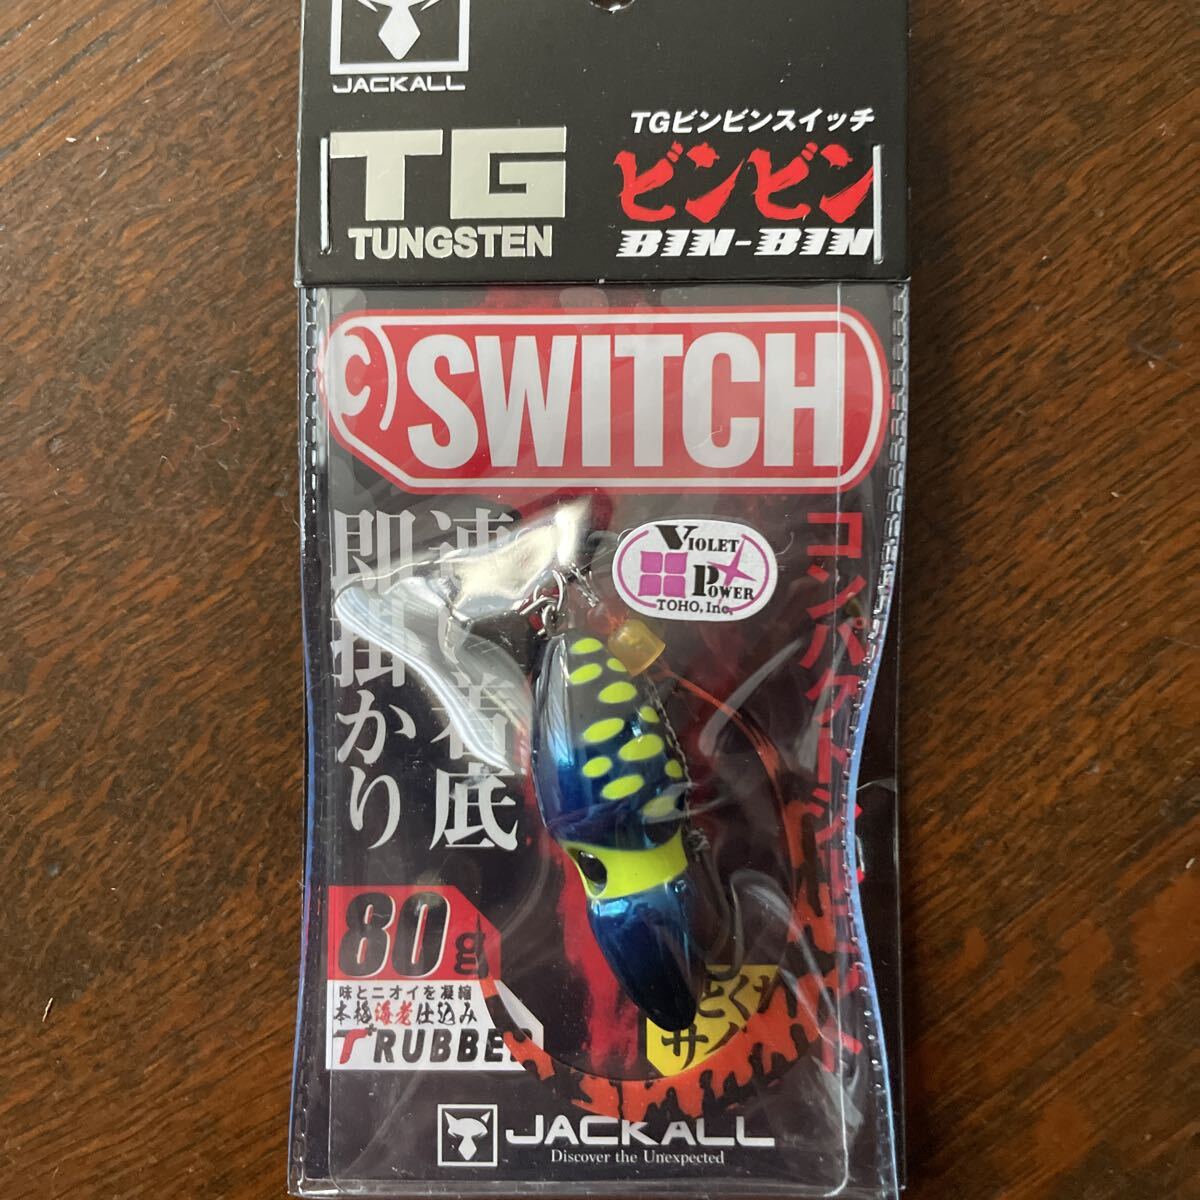 JACKALL
TG
TUNGSTEN
TGビンビンスイッチ
ビンビン
BIN-BIN
SWITCH
速い着底
即掛かり
VIOLET
POWER
TOHO, Inc.
80g
味とニオイを凝縮
本格海老仕込み
T+RUBBER
JACKALL
Discover the Unexpected